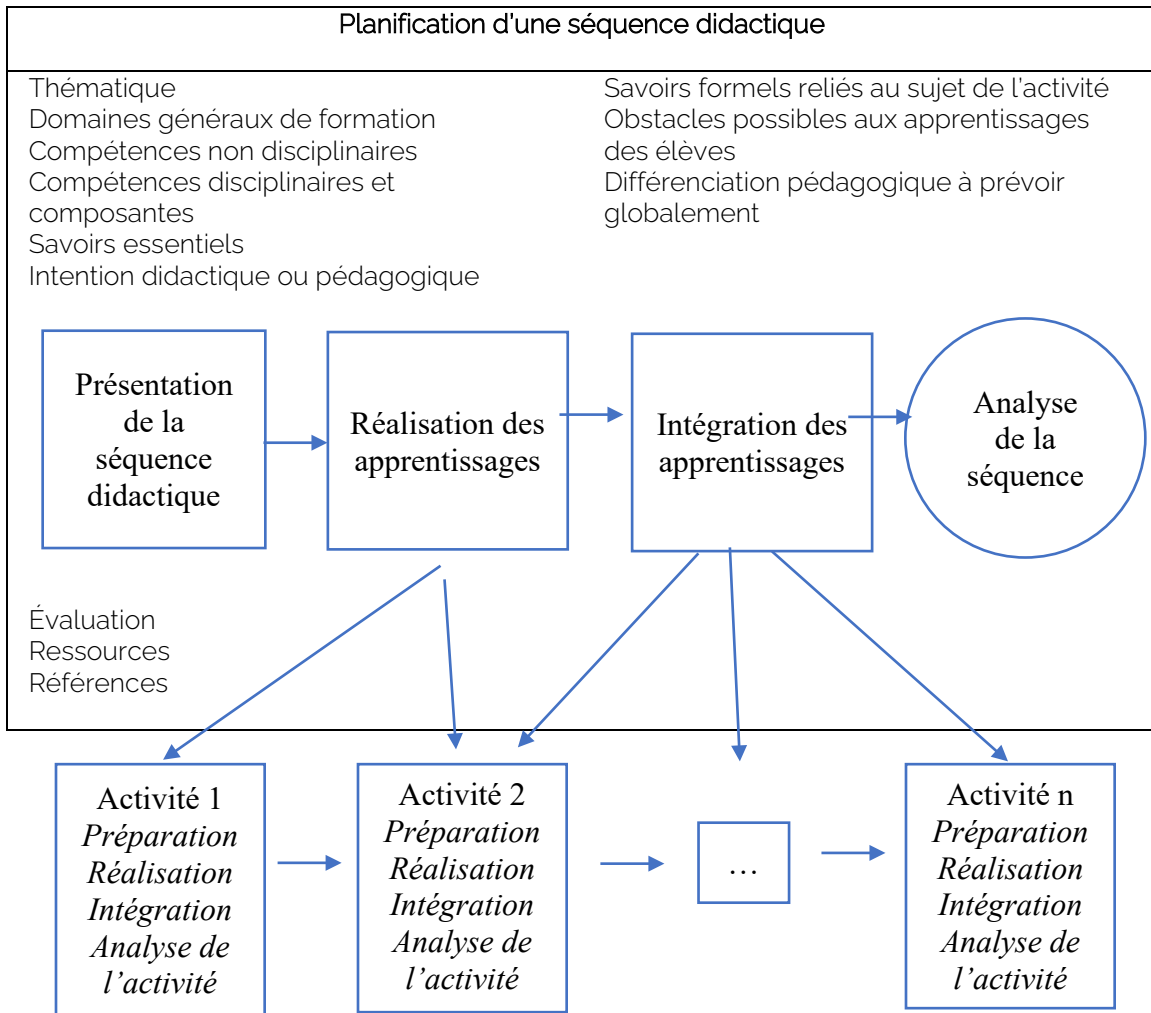 Planification d’une séquence didactique
Thématique
Domaines généraux de formation
Compétences non disciplinaires
Compétences disciplinaires et
composantes
Savoirs essentiels
Intention didactique ou pédagogique
Savoirs formels reliés au sujet de l’activité
Obstacles possibles aux apprentissages
des élèves
Différenciation pédagogique à prévoir
globalement
Présentation
de la
séquence
didactique
Réalisation des
apprentissages
Intégration des
apprentissages
Analyse
de la
séquence
Évaluation
Ressources
Références
Activité 1
Préparation
Réalisation
Intégration
Analyse de
l’activité
Activité 2
Préparation
Réalisation
Intégration
Analyse de
l’activité
…
Activité n
Préparation
Réalisation
Intégration
Analyse de
l’activité